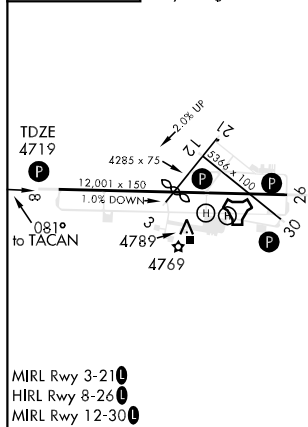 2.0% UP
21
12
TDZE
4719
P
4285 x 75
5366 x 100
P
P
12,001 x 150
1.0% DOWN
8
26
081°
to TACAN
3
H
H
30
4789
P
4769
MIRL Rwy 3-21 L
HIRL Rwy 8-26 L
MIRL Rwy 12-30 L